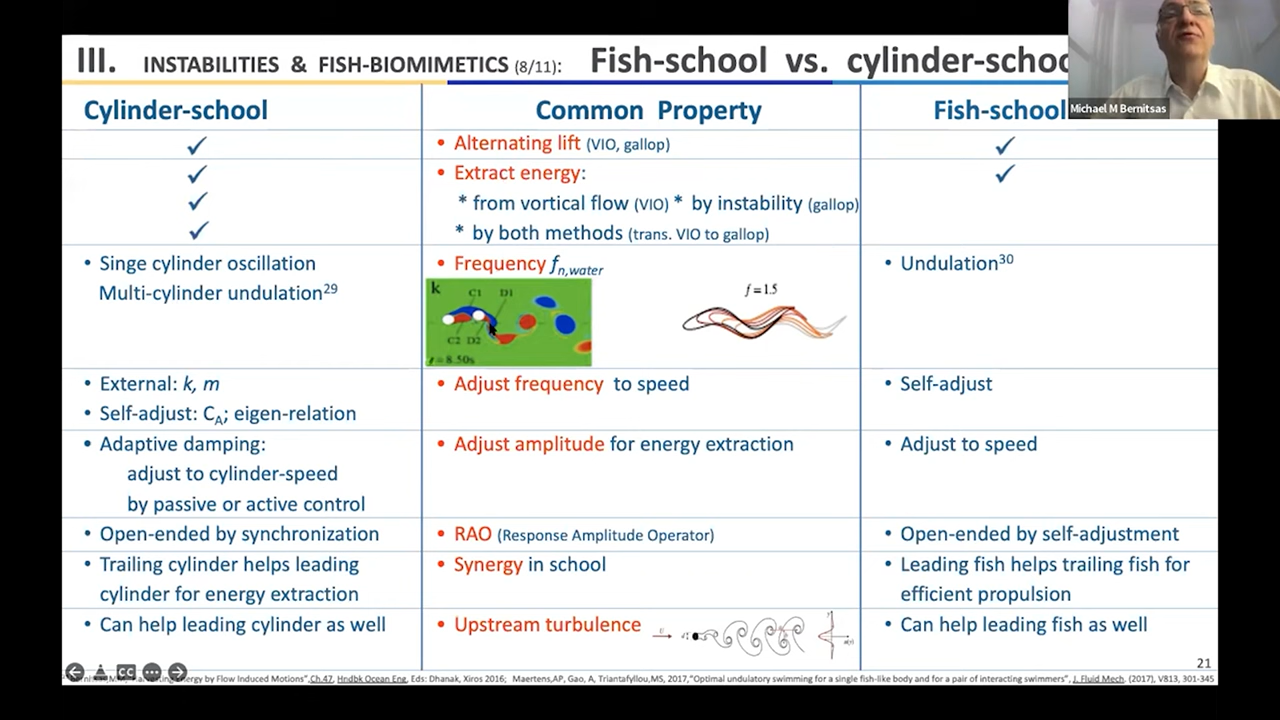 III. INSTABILITIES & FISH-BIOMIMETICS (8/11): Fish-school vs. cylinder-schoo
Michael M Bernitsas
Cylinder-school Common Property Fish-school
✓ • Alternating lift (VIO, gallop) ✓
✓ • Extract energy: ✓
✓ * from vortical flow (VIO) * by instability (gallop)
✓ * by both methods (trans. VIO to gallop)
• Singe cylinder oscillation • Frequency fn,water • Undulation30
Multi-cylinder undulation29
k
C1 D1
f = 1.5
C2 D2
t = 8.50s
• External: k, m • Adjust frequency to speed • Self-adjust
• Self-adjust: CA; eigen-relation
• Adaptive damping: • Adjust amplitude for energy extraction • Adjust to speed
adjust to cylinder-speed
by passive or active control
• Open-ended by synchronization • RAO (Response Amplitude Operator) • Open-ended by self-adjustment
• Trailing cylinder helps leading • Synergy in school • Leading fish helps trailing fish for
cylinder for energy extraction efficient propulsion
• Can help leading cylinder as well • Upstream turbulence • Can help leading fish as well
21
CC
Energy by Flow Induced Motions", Ch.47, Hndbk Ocean Eng, Eds: Dhanak, Xiros 2016; Maertens,AP, Gao, A, Triantafyllou,MS, 2017,"Optimal undulatory swimming for a single fish-like body and for a pair of interacting swimmers", J. Fluid Mech. (2017), V813, 301-345